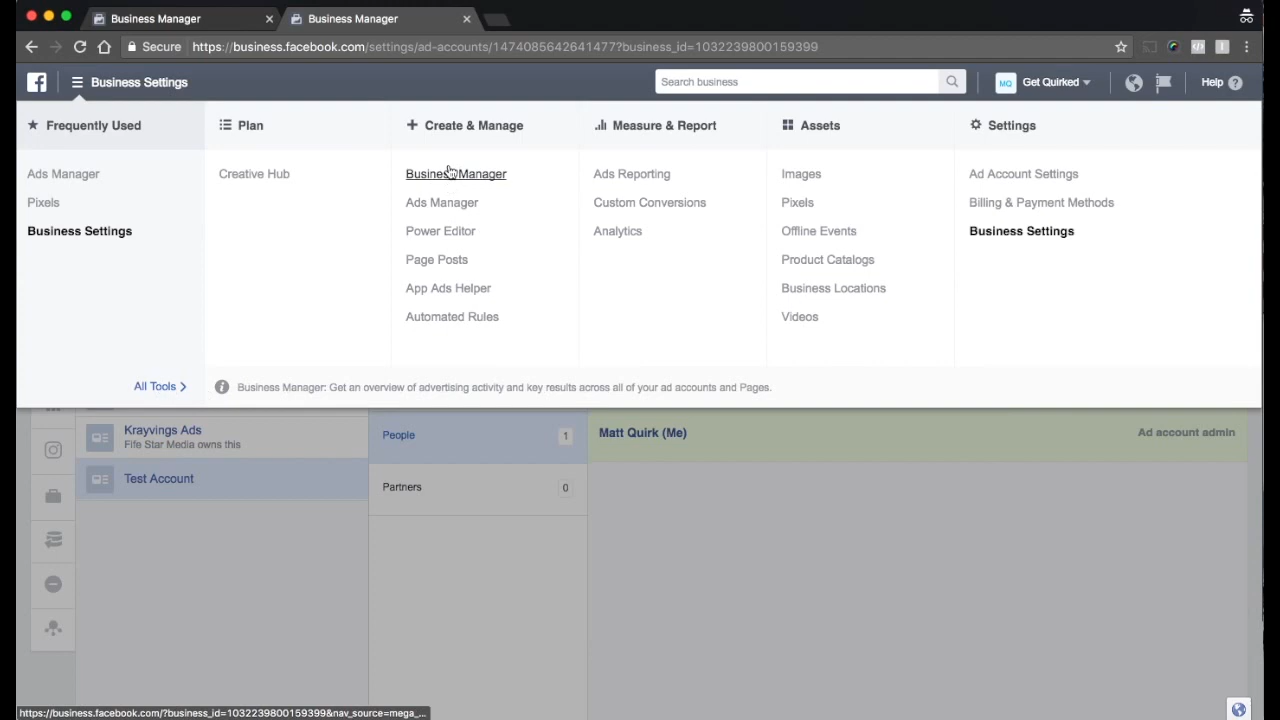 Business Manager
Business Manager
Secure
https://business.facebook.com/settings/ad-accounts/1474085642641477?business_id=1032239800159399
Business Settings
Search business
MQ
Get Quirked
Help
Frequently Used
Ads Manager
Pixels
Business Settings
All Tools
Plan
Creative Hub
Create & Manage
Business Manager
Ads Manager
Power Editor
Page Posts
App Ads Helper
Automated Rules
Measure & Report
Ads Reporting
Custom Conversions
Analytics
Assets
Images
Pixels
Offline Events
Product Catalogs
Business Locations
Videos
Settings
Ad Account Settings
Billing & Payment Methods
Business Settings
Business Manager: Get an overview of advertising activity and key results across all of your ad accounts and Pages.
Krayvings Ads
Fife Star Media owns this
Test Account
People
1
Partners
0
Matt Quirk (Me)
Ad account admin
https://business.facebook.com/?business_id=1032239800159399&nav_source=mega_...